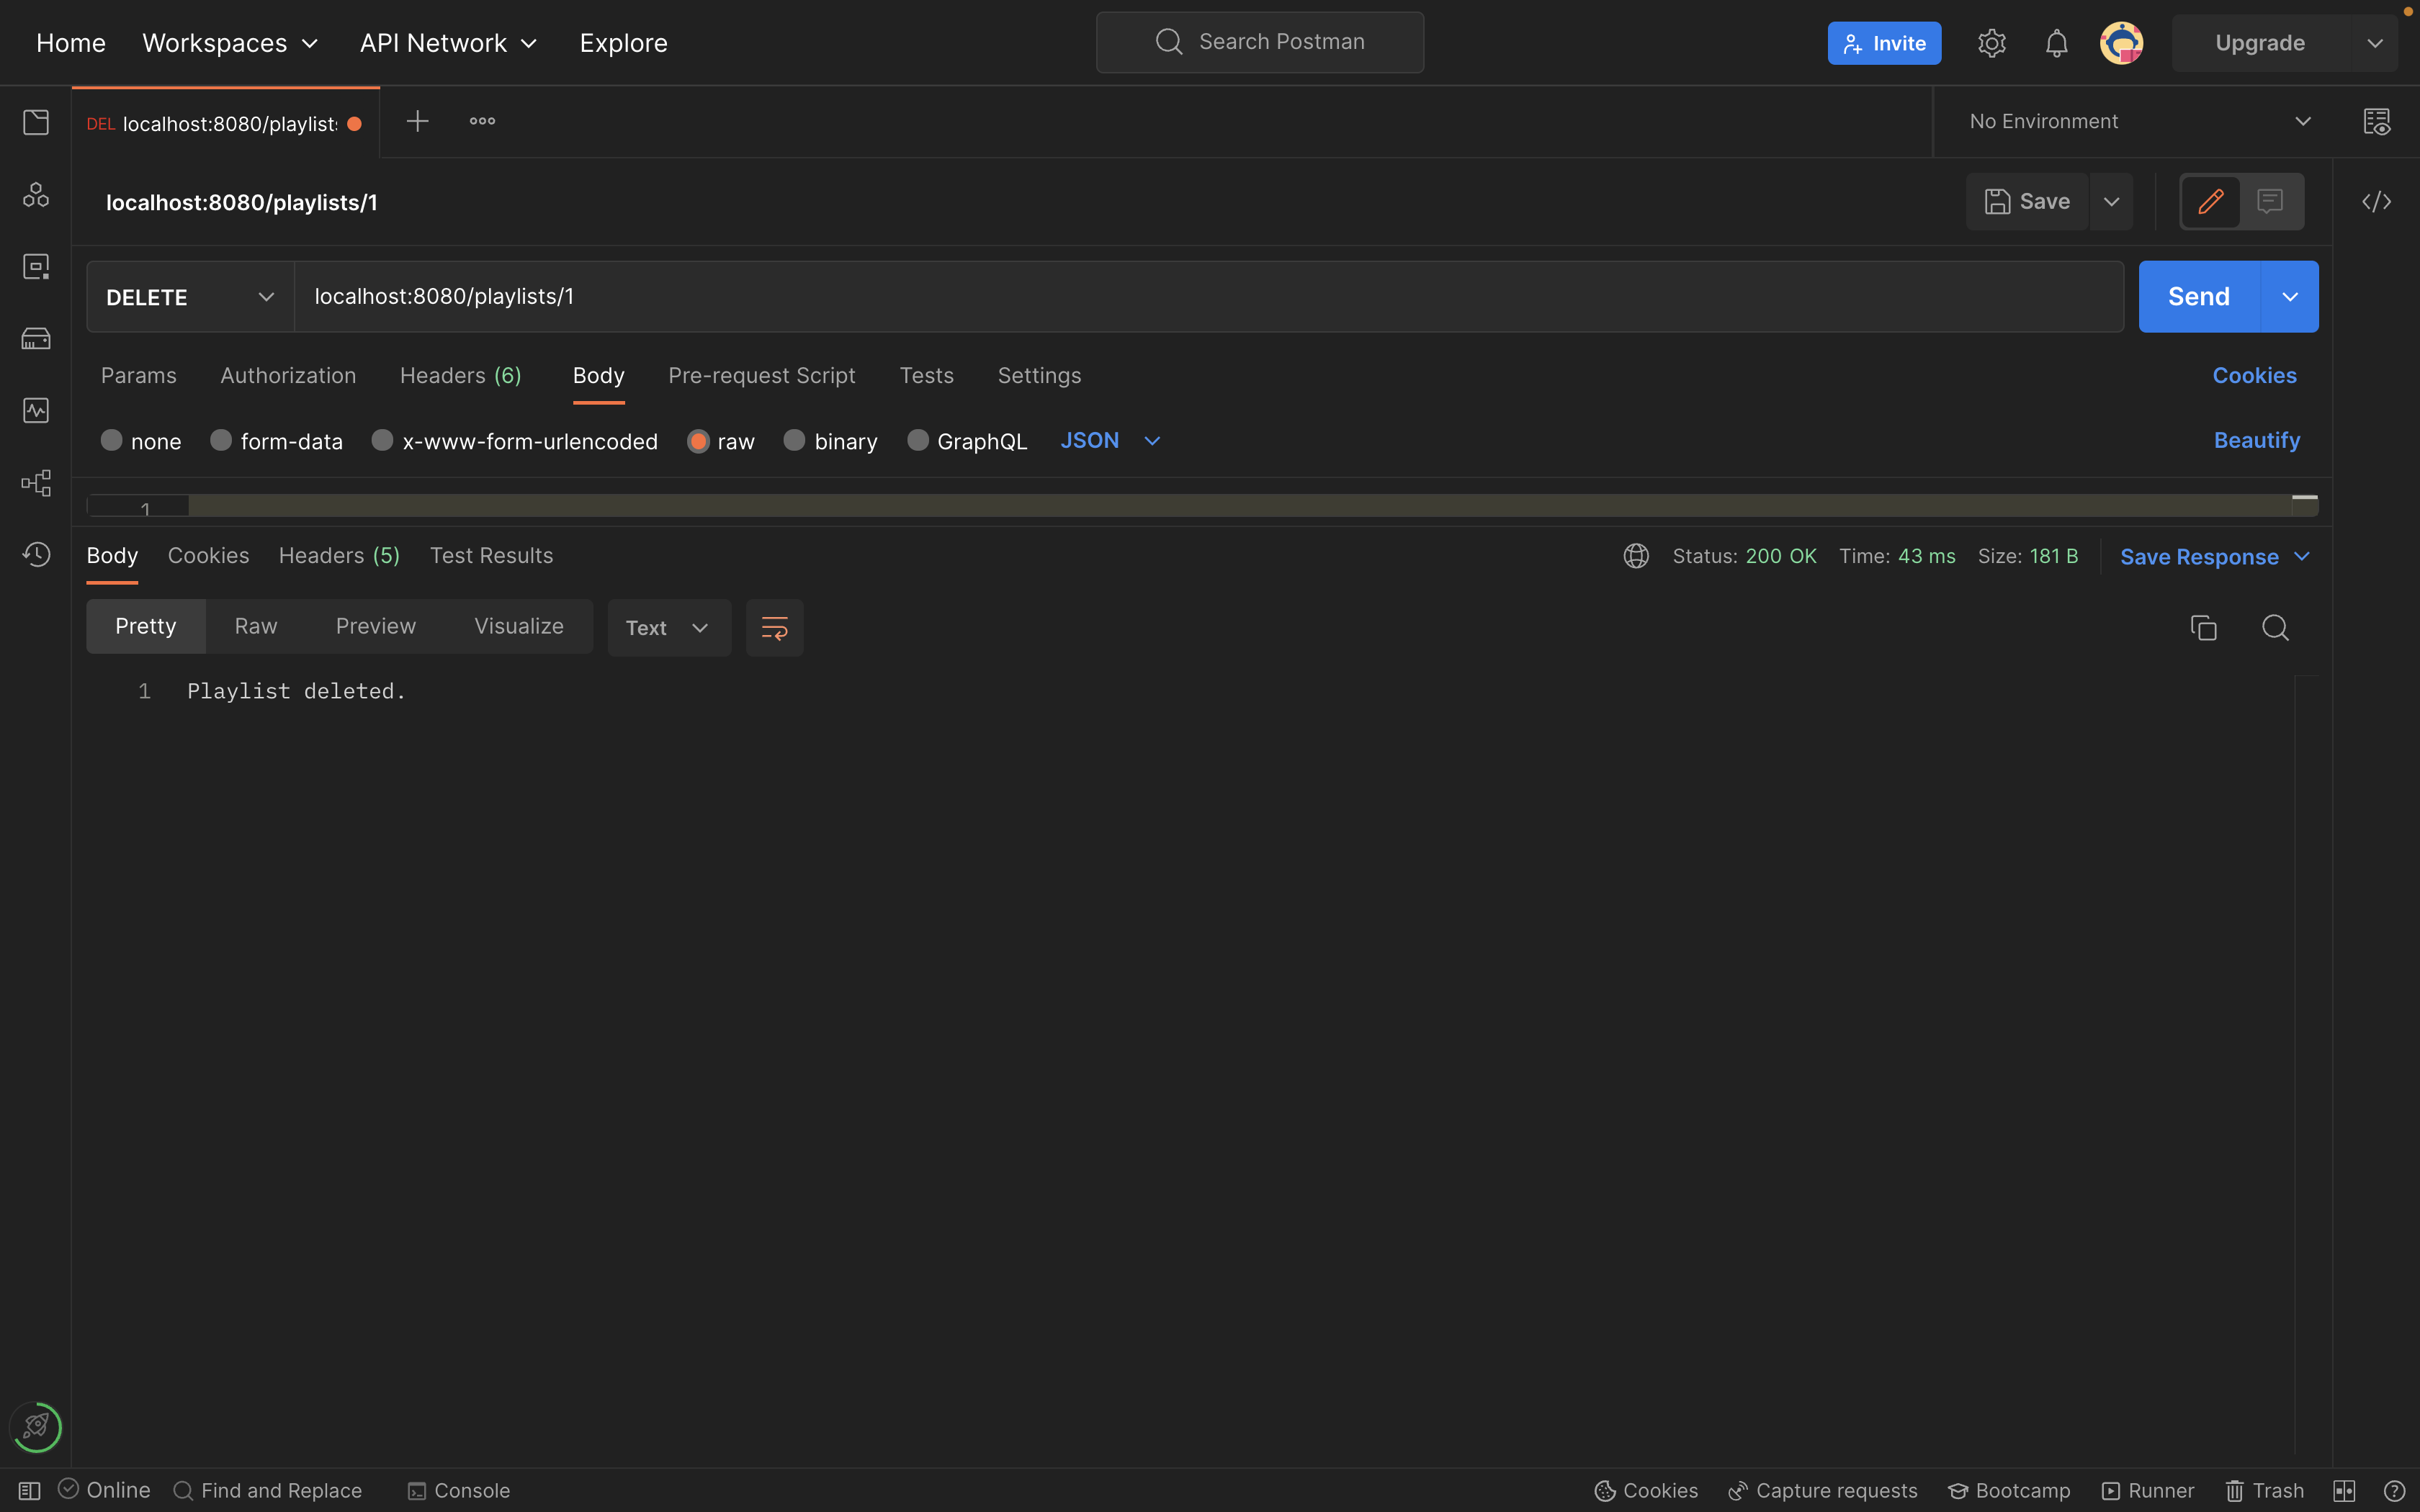 Home Workspaces API Network Explore Search Postman Invite Upgrade
DEL localhost:8080/playlists No Environment
localhost:8080/playlists/1 Save
DELETE localhost:8080/playlists/1 Send
Params Authorization Headers (6) Body Pre-request Script Tests Settings Cookies
none form-data x-www-form-urlencoded raw binary GraphQL JSON Beautify
1
Body Cookies Headers (5) Test Results Status: 200 OK Time: 43 ms Size: 181 B Save Response
Pretty Raw Preview Visualize Text
1 Playlist deleted.
Online Find and Replace Console Cookies Capture requests Bootcamp Runner Trash